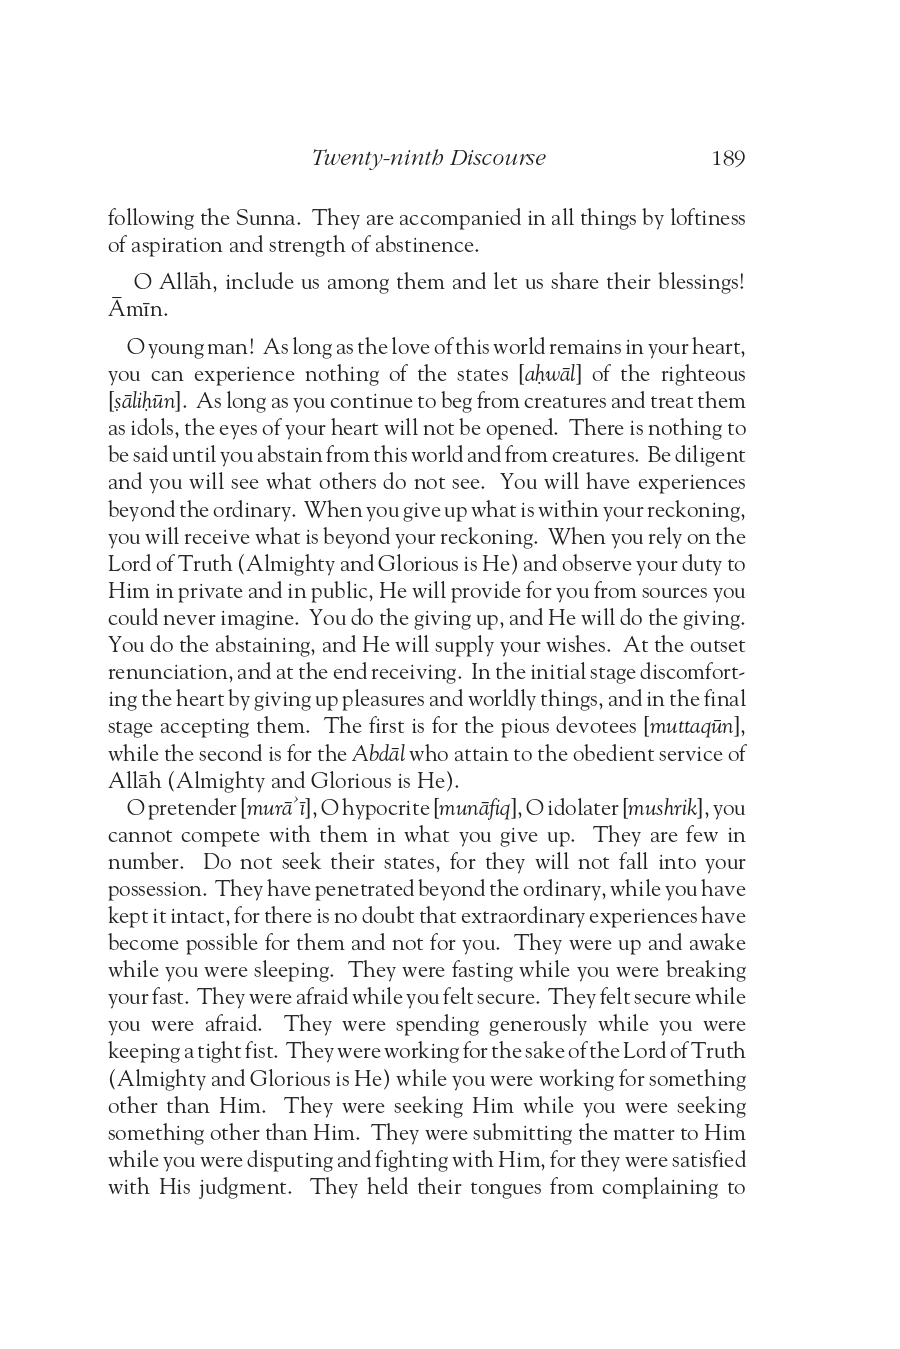 Twenty-ninth Discourse 189
following the Sunna. They are accompanied in all things by loftiness
of aspiration and strength of abstinence.
O Allāh, include us among them and let us share their blessings!
Āmīn.
O young man! As long as the love of this world remains in your heart,
you can experience nothing of the states [aḥwāl] of the righteous
[ṣāliḥūn]. As long as you continue to beg from creatures and treat them
as idols, the eyes of your heart will not be opened. There is nothing to
be said until you abstain from this world and from creatures. Be diligent
and you will see what others do not see. You will have experiences
beyond the ordinary. When you give up what is within your reckoning,
you will receive what is beyond your reckoning. When you rely on the
Lord of Truth (Almighty and Glorious is He) and observe your duty to
Him in private and in public, He will provide for you from sources you
could never imagine. You do the giving up, and He will do the giving.
You do the abstaining, and He will supply your wishes. At the outset
renunciation, and at the end receiving. In the initial stage discomfort-
ing the heart by giving up pleasures and worldly things, and in the final
stage accepting them. The first is for the pious devotees [muttaqūn],
while the second is for the Abdāl who attain to the obedient service of
Allāh (Almighty and Glorious is He).
O pretender [murāʾī], O hypocrite [munāfiq], O idolater [mushrik], you
cannot compete with them in what you give up. They are few in
number. Do not seek their states, for they will not fall into your
possession. They have penetrated beyond the ordinary, while you have
kept it intact, for there is no doubt that extraordinary experiences have
become possible for them and not for you. They were up and awake
while you were sleeping. They were fasting while you were breaking
your fast. They were afraid while you felt secure. They felt secure while
you were afraid. They were spending generously while you were
keeping a tight fist. They were working for the sake of the Lord of Truth
(Almighty and Glorious is He) while you were working for something
other than Him. They were seeking Him while you were seeking
something other than Him. They were submitting the matter to Him
while you were disputing and fighting with Him, for they were satisfied
with His judgment. They held their tongues from complaining to